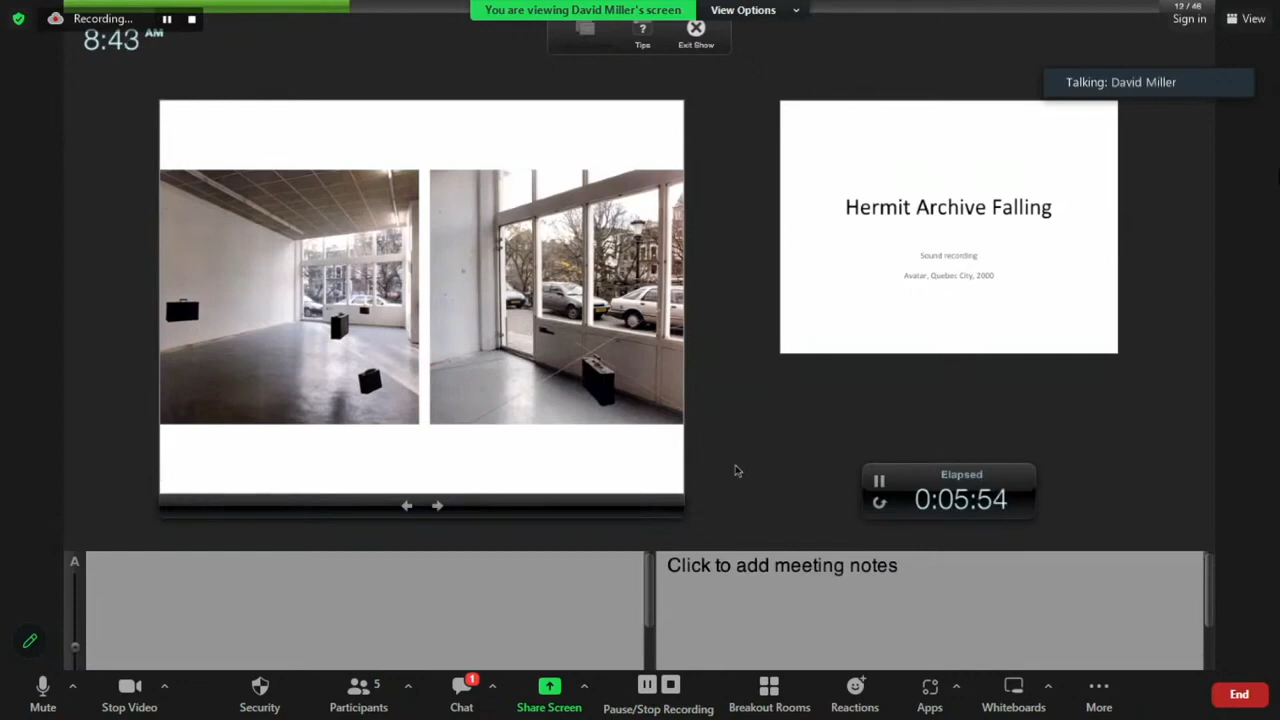 Recording...
You are viewing David Miller's screen
View Options
12 / 46
Sign in
View
8:43 AM
Tips
Exit Show
Talking: David Miller
Hermit Archive Falling
Sound recording
Avatar, Quebec City, 2000
Elapsed
0:05:54
A
Click to add meeting notes
Mute
Stop Video
Security
5
Participants
1
Chat
Share Screen
Pause/Stop Recording
Breakout Rooms
Reactions
Apps
Whiteboards
More
End